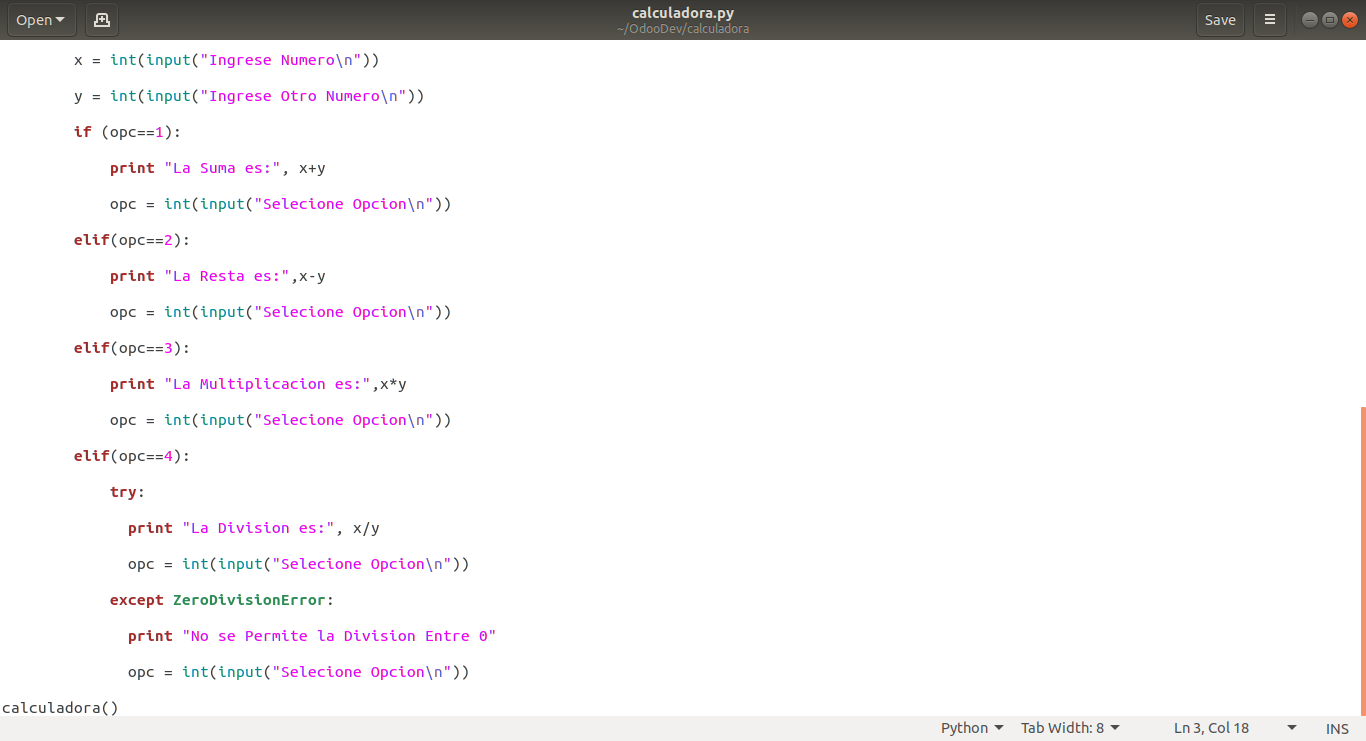 Open
calculadora.py
~/OdooDev/calculadora
Save
x = int(input("Ingrese Numero\n"))
y = int(input("Ingrese Otro Numero\n"))
if (opc==1):
print "La Suma es:", x+y
opc = int(input("Selecione Opcion\n"))
elif(opc==2):
print "La Resta es:",x-y
opc = int(input("Selecione Opcion\n"))
elif(opc==3):
print "La Multiplicacion es:",x*y
opc = int(input("Selecione Opcion\n"))
elif(opc==4):
try:
print "La Division es:", x/y
opc = int(input("Selecione Opcion\n"))
except ZeroDivisionError:
print "No se Permite la Division Entre 0"
opc = int(input("Selecione Opcion\n"))
calculadora()
Python Tab Width: 8 Ln 3, Col 18 INS